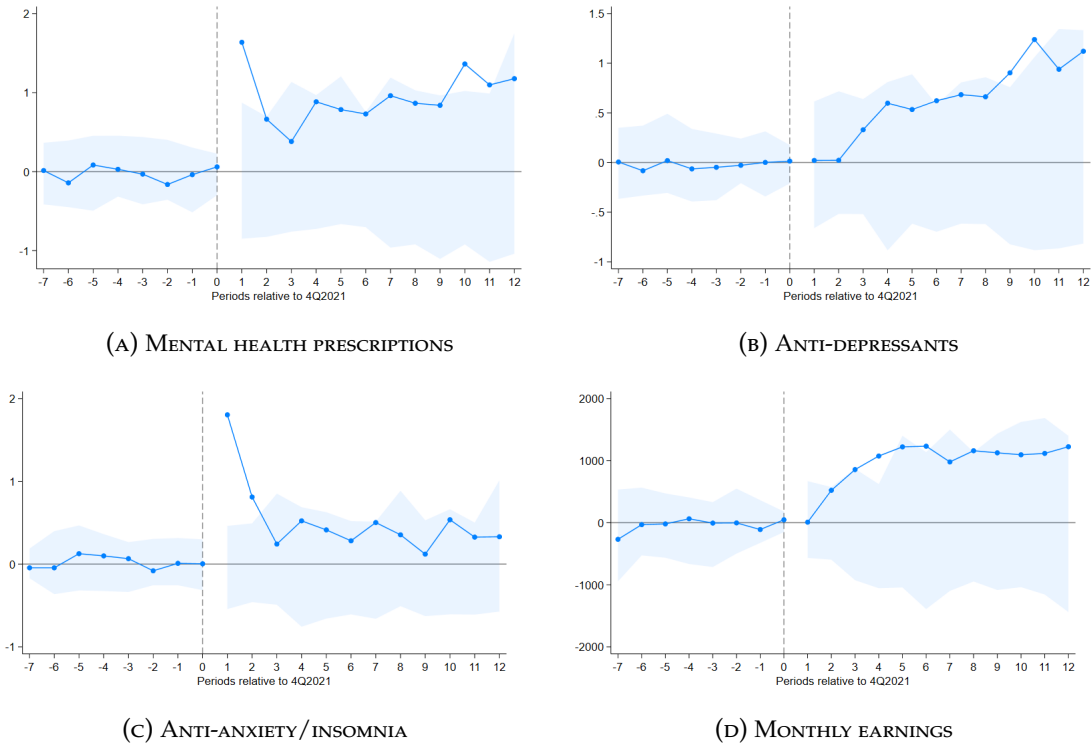 2
1
0
-1
-7 -6 -5 -4 -3 -2 -1 0 1 2 3 4 5 6 7 8 9 10 11 12
Periods relative to 4Q2021
(A) Mental health prescriptions
1.5
1
.5
0
-.5
-1
-7 -6 -5 -4 -3 -2 -1 0 1 2 3 4 5 6 7 8 9 10 11 12
Periods relative to 4Q2021
(B) Anti-depressants
2
1
0
-1
-7 -6 -5 -4 -3 -2 -1 0 1 2 3 4 5 6 7 8 9 10 11 12
Periods relative to 4Q2021
(C) Anti-anxiety/insomnia
2000
1000
0
-1000
-2000
-7 -6 -5 -4 -3 -2 -1 0 1 2 3 4 5 6 7 8 9 10 11 12
Periods relative to 4Q2021
(D) Monthly earnings